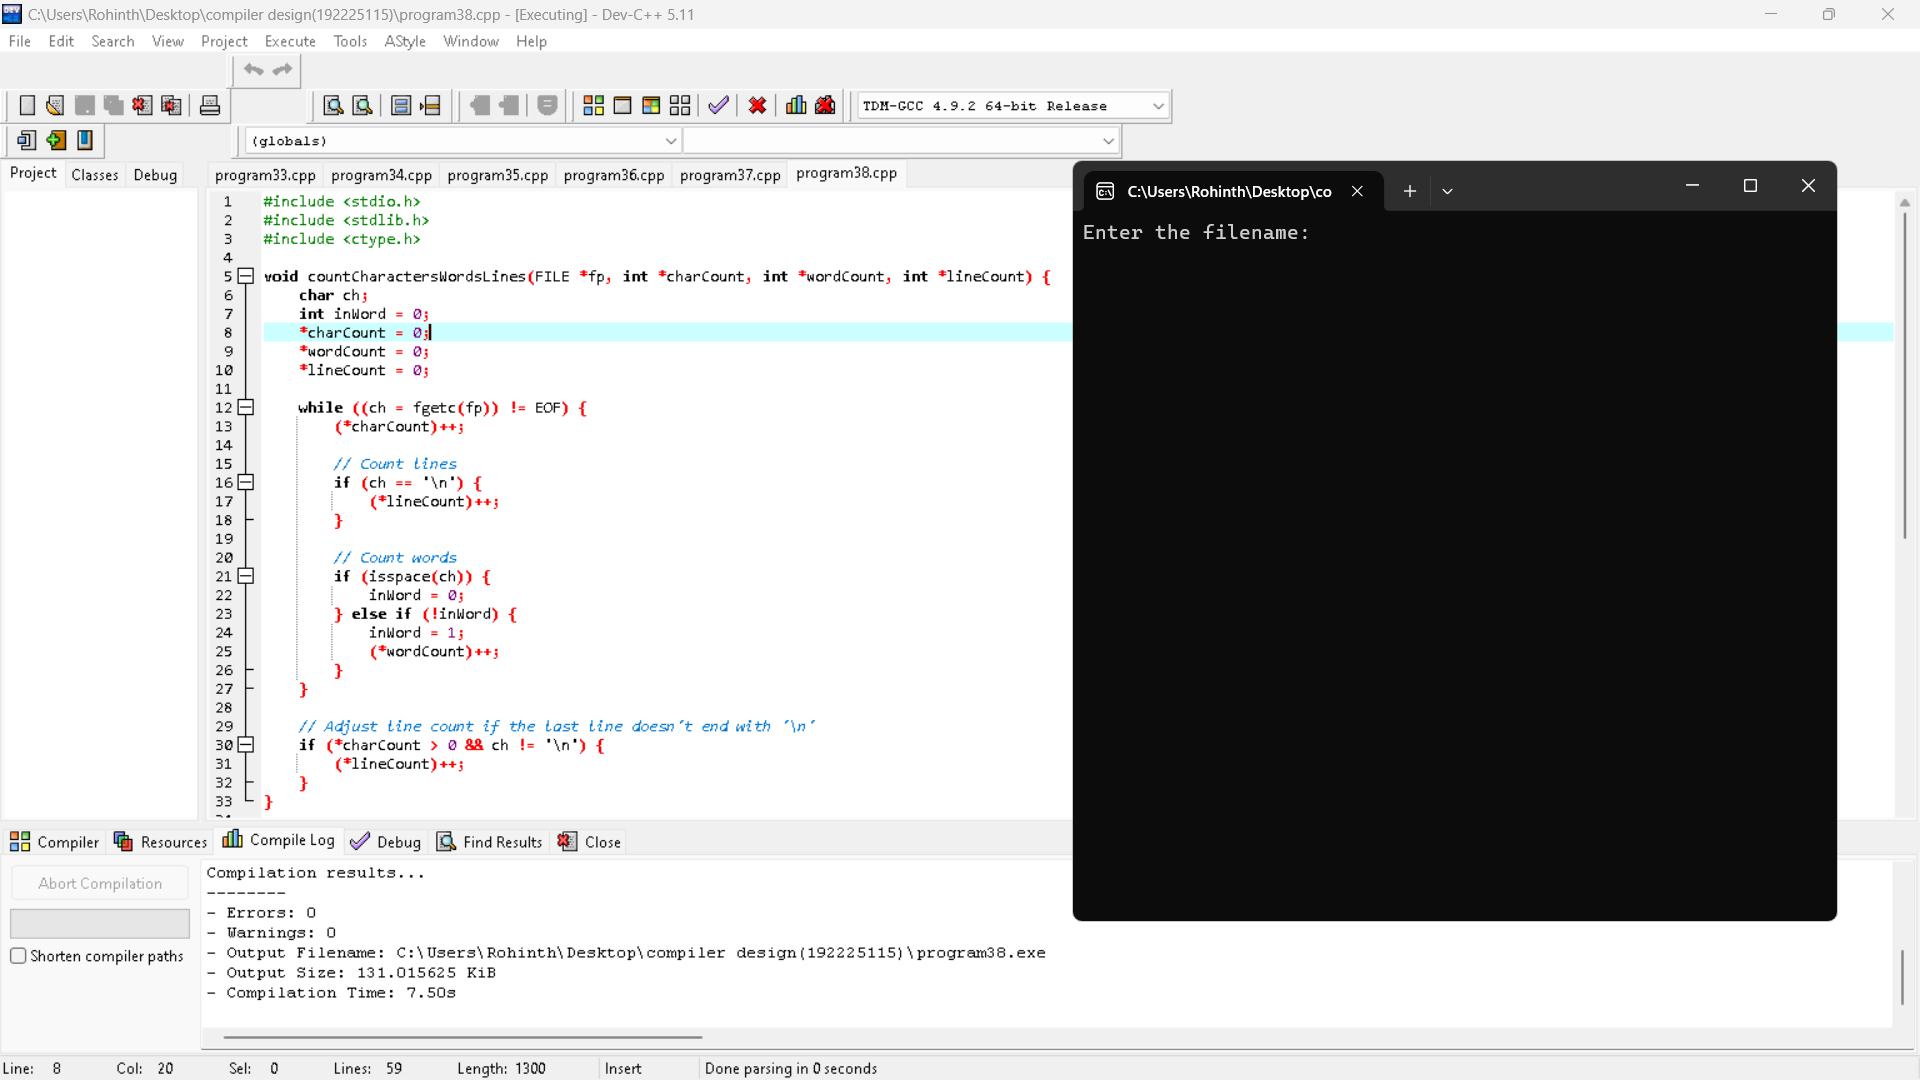 C:\Users\Rohinth\Desktop\compiler design(192225115)\program38.cpp - [Executing] - Dev-C++ 5.11
File Edit Search View Project Execute Tools AStyle Window Help
TDM-GCC 4.9.2 64-bit Release
(globals)
Project Classes Debug
program33.cpp program34.cpp program35.cpp program36.cpp program37.cpp program38.cpp
1 #include <stdio.h>
2 #include <stdlib.h>
3 #include <ctype.h>
4
5 void countCharactersWordsLines(FILE *fp, int *charCount, int *wordCount, int *lineCount) {
6 char ch;
7 int inWord = 0;
8 *charCount = 0;
9 *wordCount = 0;
10 *lineCount = 0;
11
12 while ((ch = fgetc(fp)) != EOF) {
13 (*charCount)++;
14
15 // Count lines
16 if (ch == '\n') {
17 (*lineCount)++;
18 }
19
20 // Count words
21 if (isspace(ch)) {
22 inWord = 0;
23 } else if (!inWord) {
24 inWord = 1;
25 (*wordCount)++;
26 }
27 }
28
29 // Adjust line count if the last line doesn't end with '\n'
30 if (*charCount > 0 && ch != '\n') {
31 (*lineCount)++;
32 }
33 }
C:\Users\Rohinth\Desktop\co
Enter the filename:
Compiler Resources Compile Log Debug Find Results Close
Abort Compilation
Shorten compiler paths
Compilation results...
--------
- Errors: 0
- Warnings: 0
- Output Filename: C:\Users\Rohinth\Desktop\compiler design(192225115)\program38.exe
- Output Size: 131.015625 KiB
- Compilation Time: 7.50s
Line: 8 Col: 20 Sel: 0 Lines: 59 Length: 1300 Insert Done parsing in 0 seconds